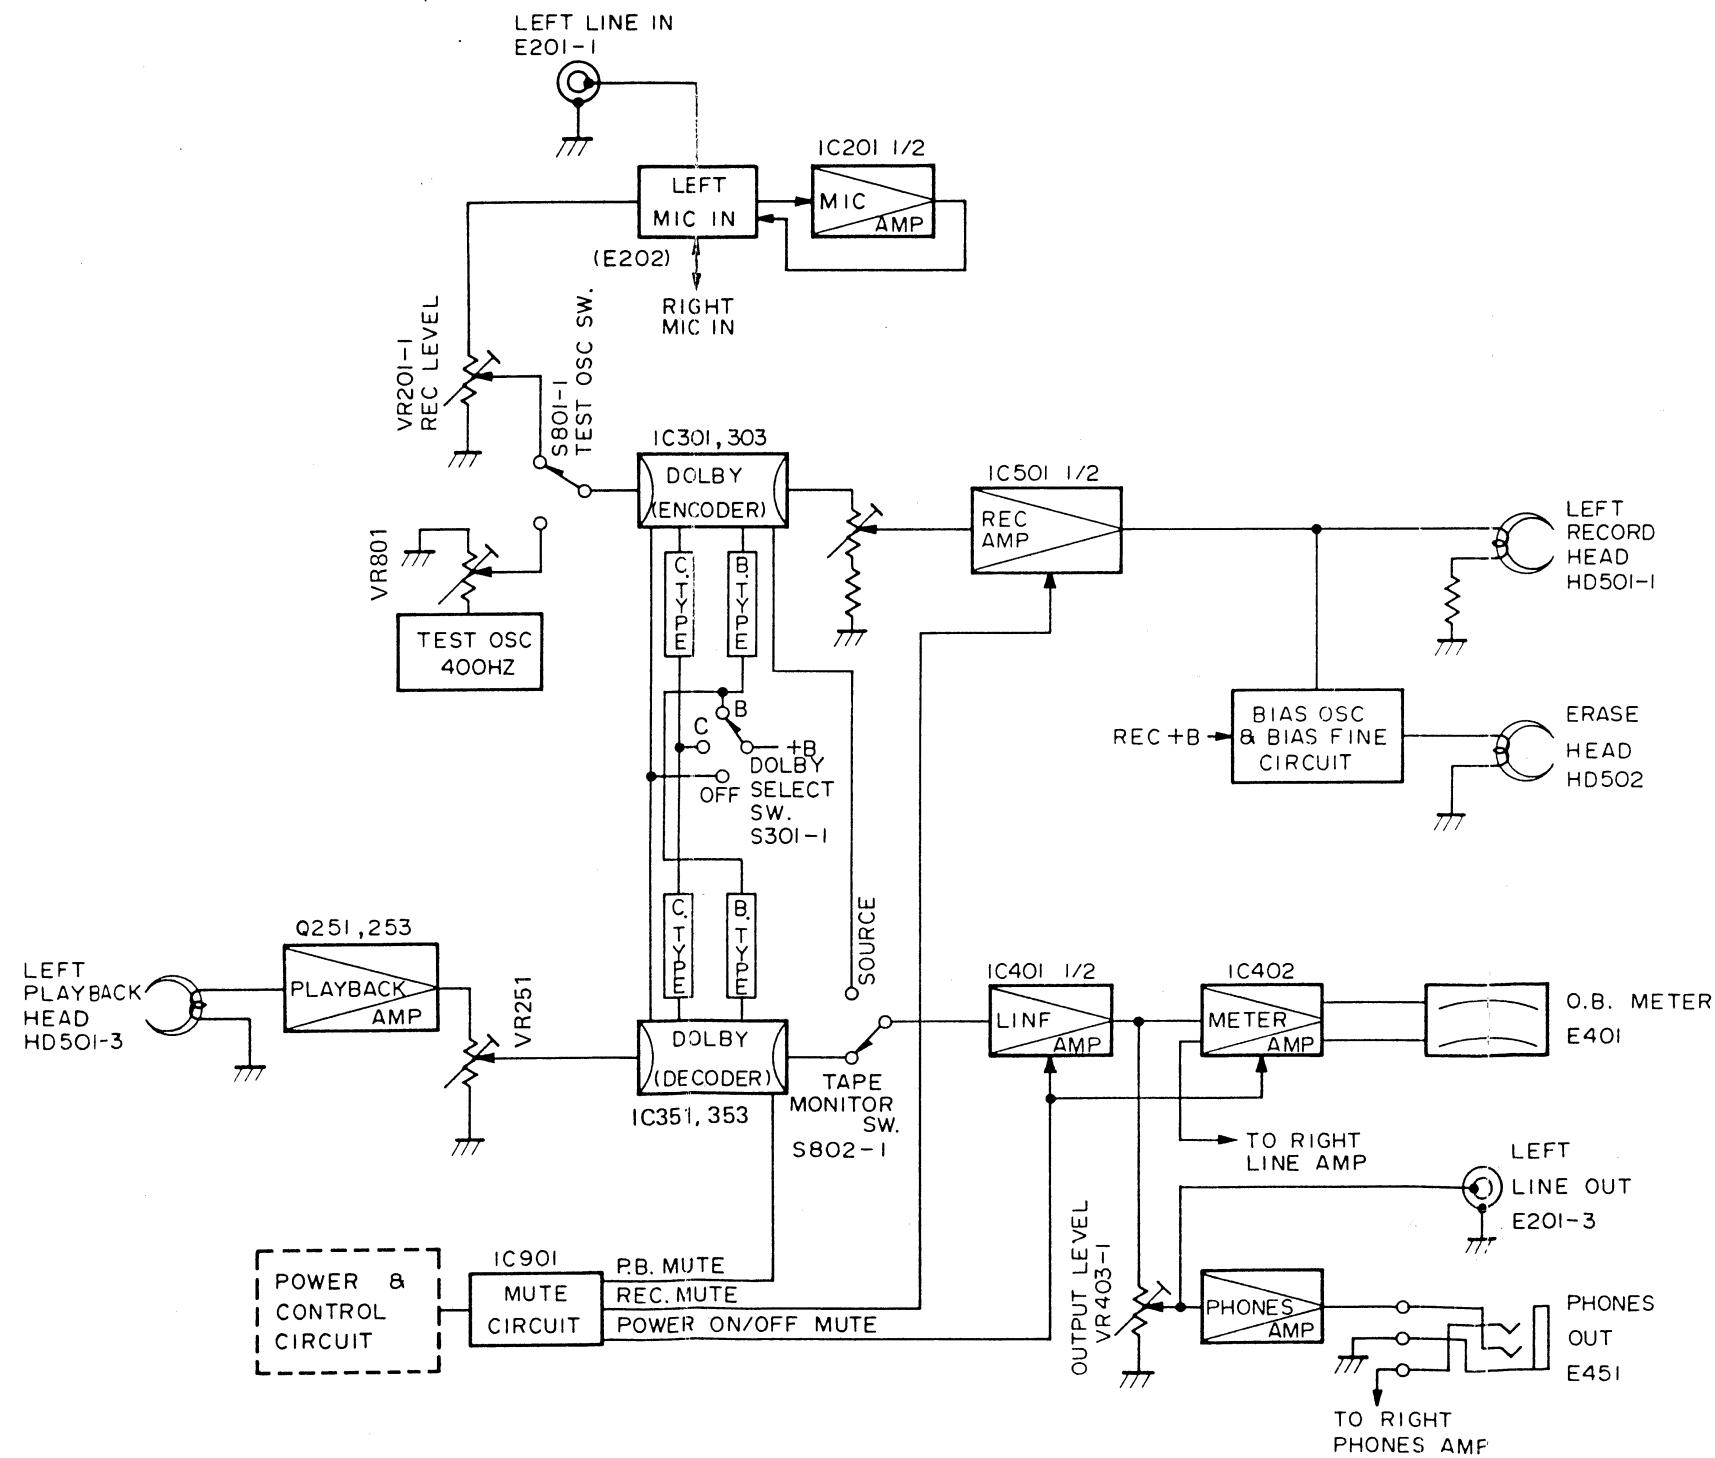 LEFT LINE IN
E201-1
IC201 1/2
LEFT
MIC IN
MIC
AMP
(E202)
RIGHT
MIC IN
VR201-1
REC LEVEL
S801-1
TEST OSC SW.
IC301,303
DOLBY
(ENCODER)
IC501 1/2
REC
AMP
LEFT
RECORD
HEAD
HD501-1
VR801
TEST OSC
400HZ
C.TYPE
B.TYPE
B
C
+B
OFF
DOLBY
SELECT
SW.
S301-1
REC +B
BIAS OSC
& BIAS FINE
CIRCUIT
ERASE
HEAD
HD502
C.TYPE
B.TYPE
SOURCE
Q251,253
LEFT
PLAYBACK
HEAD
HD501-3
PLAYBACK
AMP
VR251
DOLBY
(DECODER)
IC351,353
TAPE
MONITOR
SW.
S802-1
IC401 1/2
LINF
AMP
IC402
METER
AMP
O.B. METER
E401
TO RIGHT
LINE AMP
LEFT
LINE OUT
E201-3
OUTPUT LEVEL
VR403-1
POWER &
CONTROL
CIRCUIT
IC901
MUTE
CIRCUIT
P.B. MUTE
REC. MUTE
POWER ON/OFF MUTE
PHONES
AMP
PHONES
OUT
E451
TO RIGHT
PHONES AMP